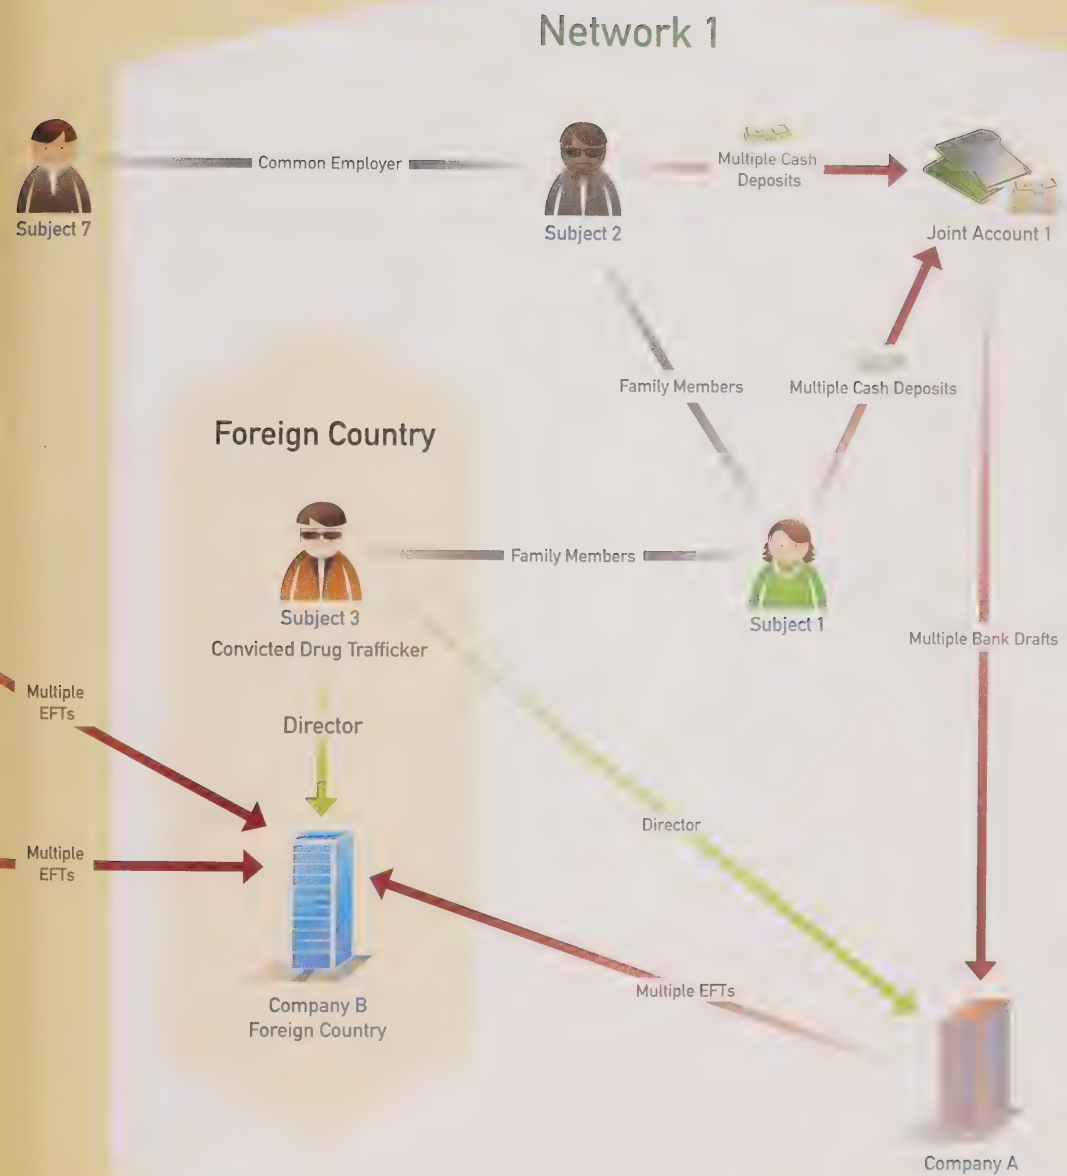 Network 1
Common Employer
Multiple Cash
Deposits
Subject 7
Subject 2
Joint Account 1
Family Members
Multiple Cash Deposits
Foreign Country
Family Members
Subject 3
Convicted Drug Trafficker
Subject 1
Multiple Bank Drafts
Multiple
EFTs
Director
Director
Multiple
EFTs
Multiple EFTs
Company B
Foreign Country
Company A